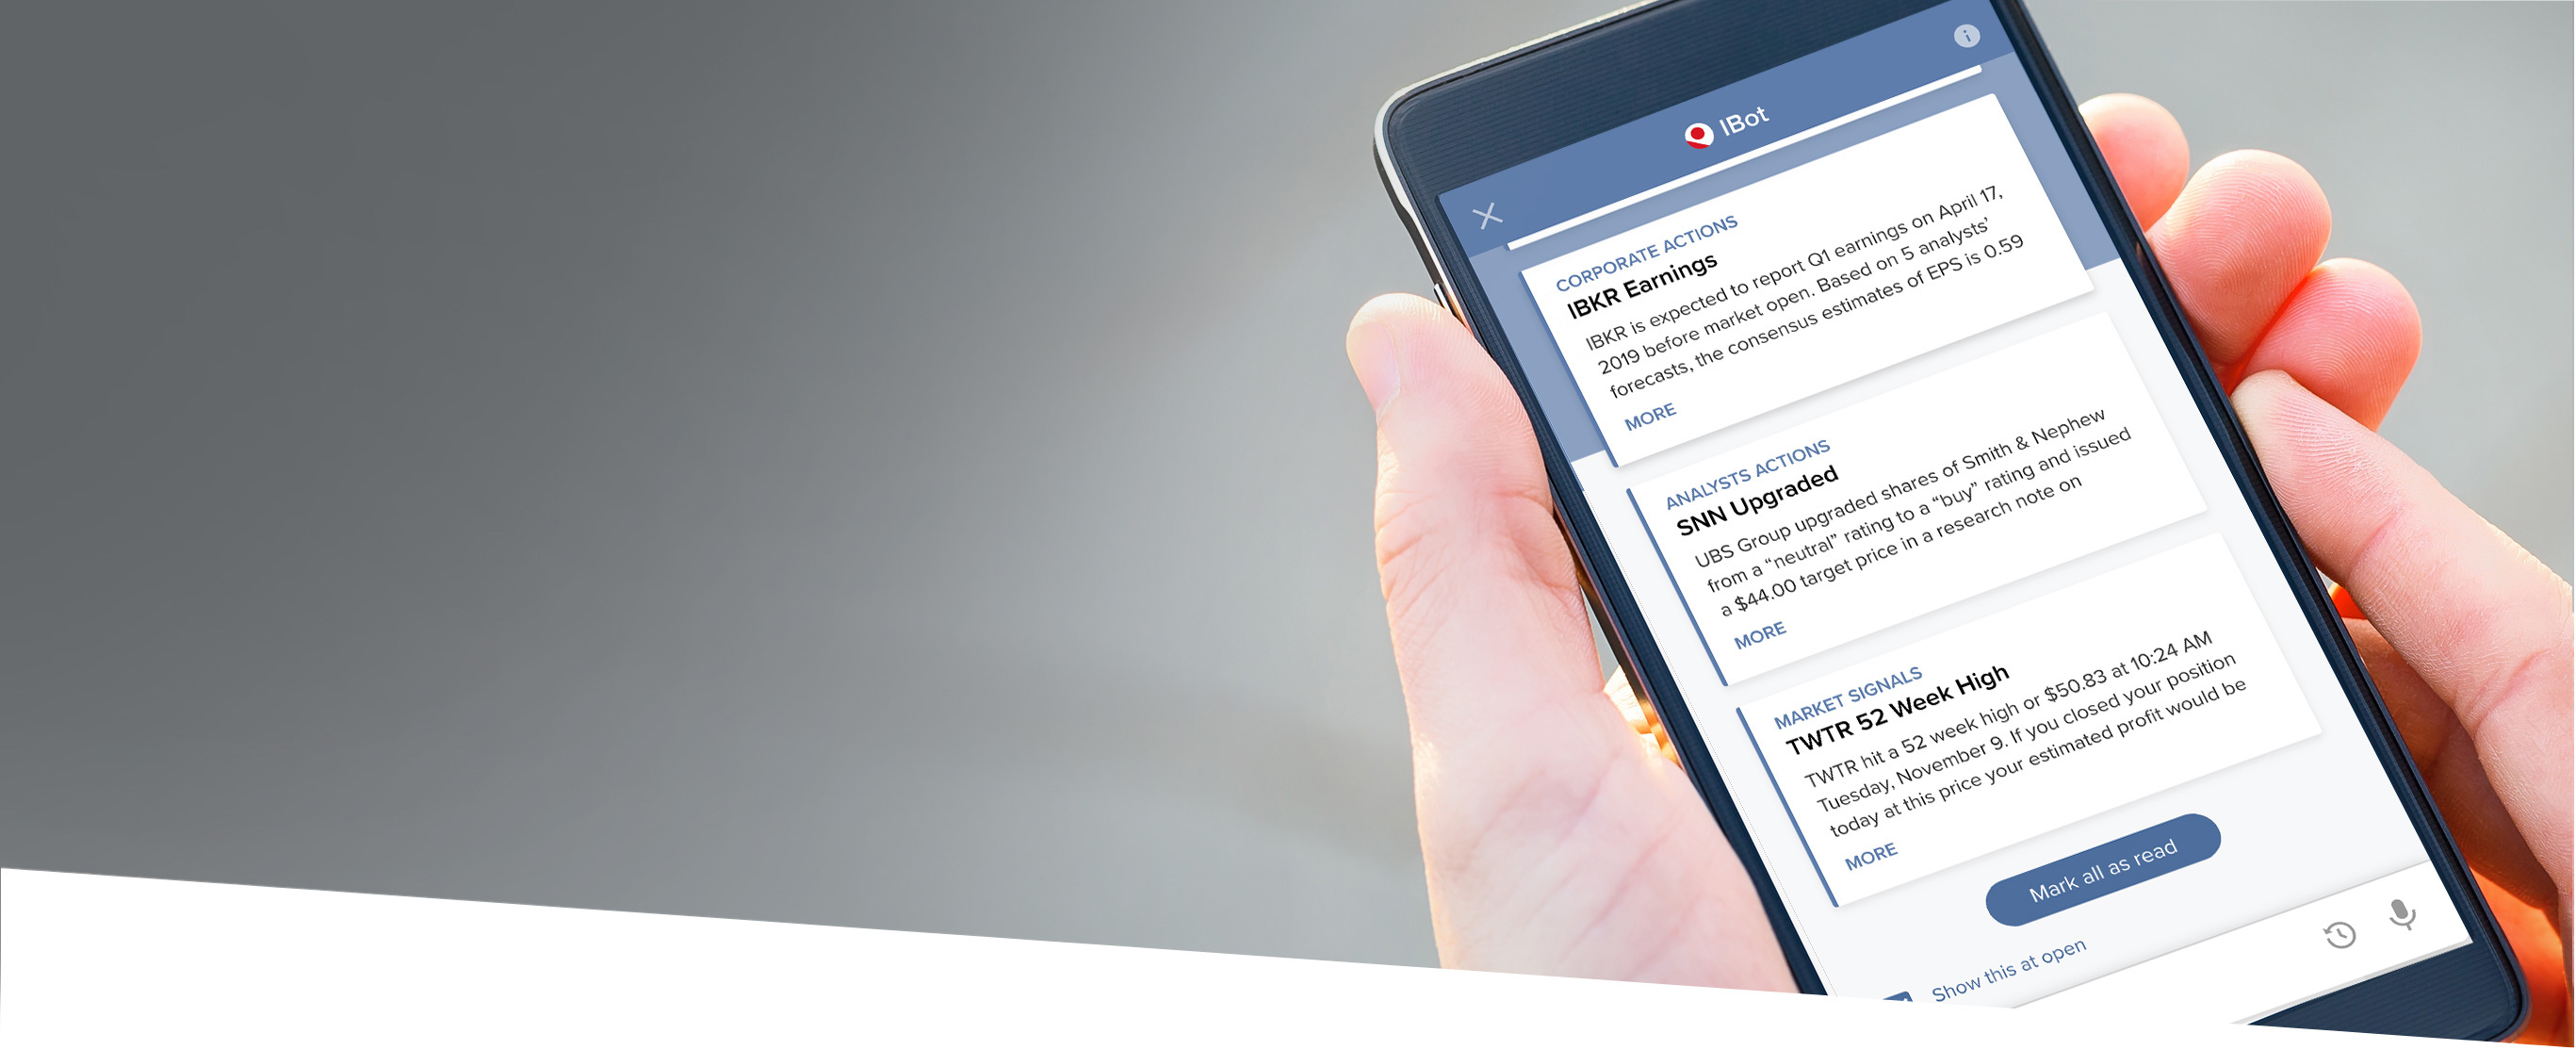 IBot
CORPORATE ACTIONS
IBKR Earnings
IBKR is expected to report Q1 earnings on April 17,
2019 before market open. Based on 5 analysts'
forecasts, the consensus estimates of EPS is 0.59
MORE
ANALYSTS ACTIONS
SNN Upgraded
UBS Group upgraded shares of Smith & Nephew
from a “neutral” rating to a “buy” rating and issued
a $44.00 target price in a research note on
MORE
MARKET SIGNALS
TWTR 52 Week High
TWTR hit a 52 week high or $50.83 at 10:24 AM
Tuesday, November 9. If you closed your position
today at this price your estimated profit would be
MORE
Mark all as read
Show this at open